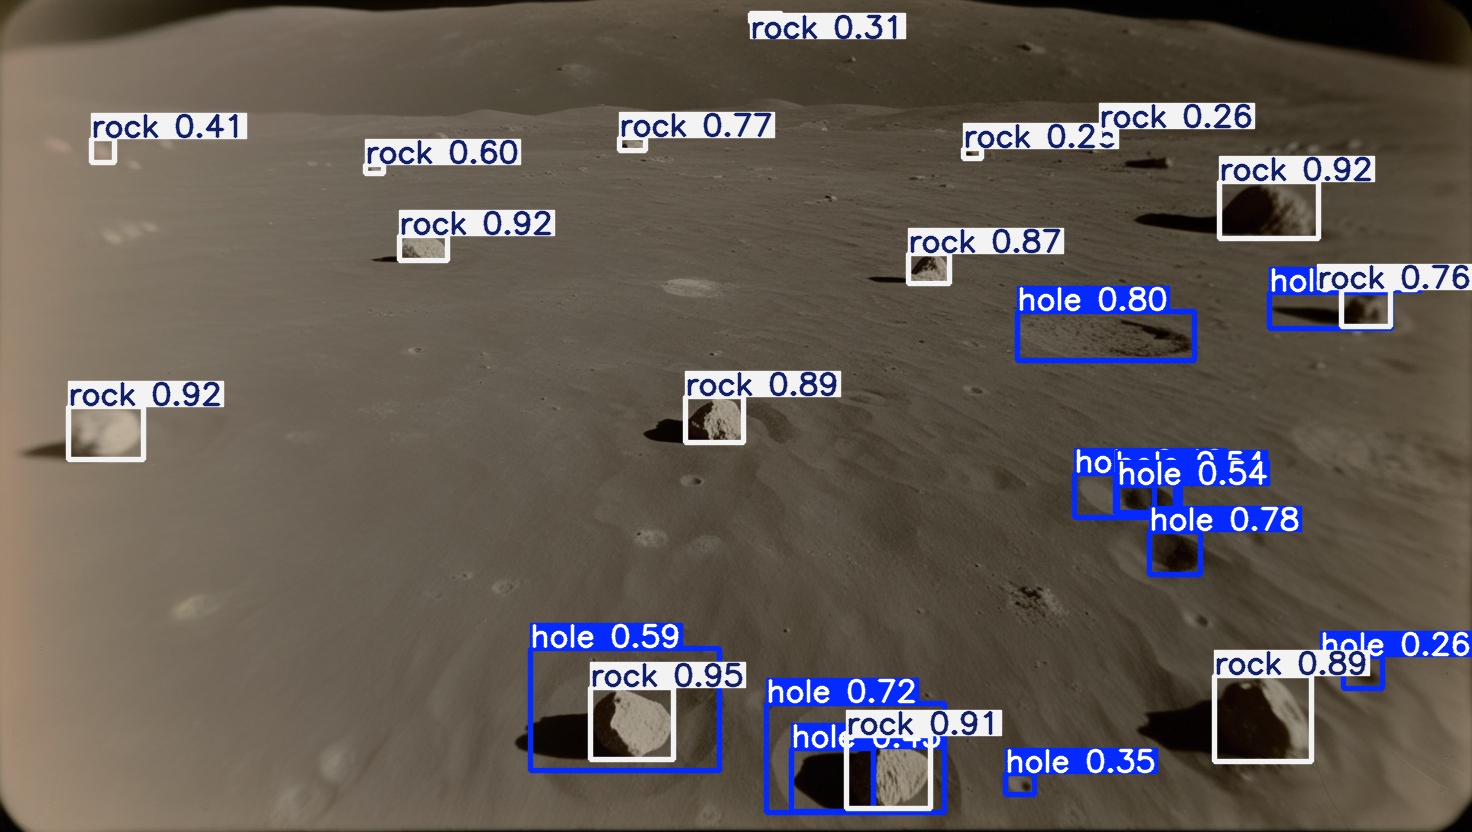 rock 0.31
rock 0.41
rock 0.60
rock 0.77
rock
rock 0.26
rock 0.92
rock 0.92
rock 0.87
hole 0.80
rock 0.76
rock 0.92
rock 0.89
hole 0.54
hole 0.78
hole 0.59
rock 0.95
hole 0.72
rock 0.91
hole
hole 0.35
hole 0.26
rock 0.89